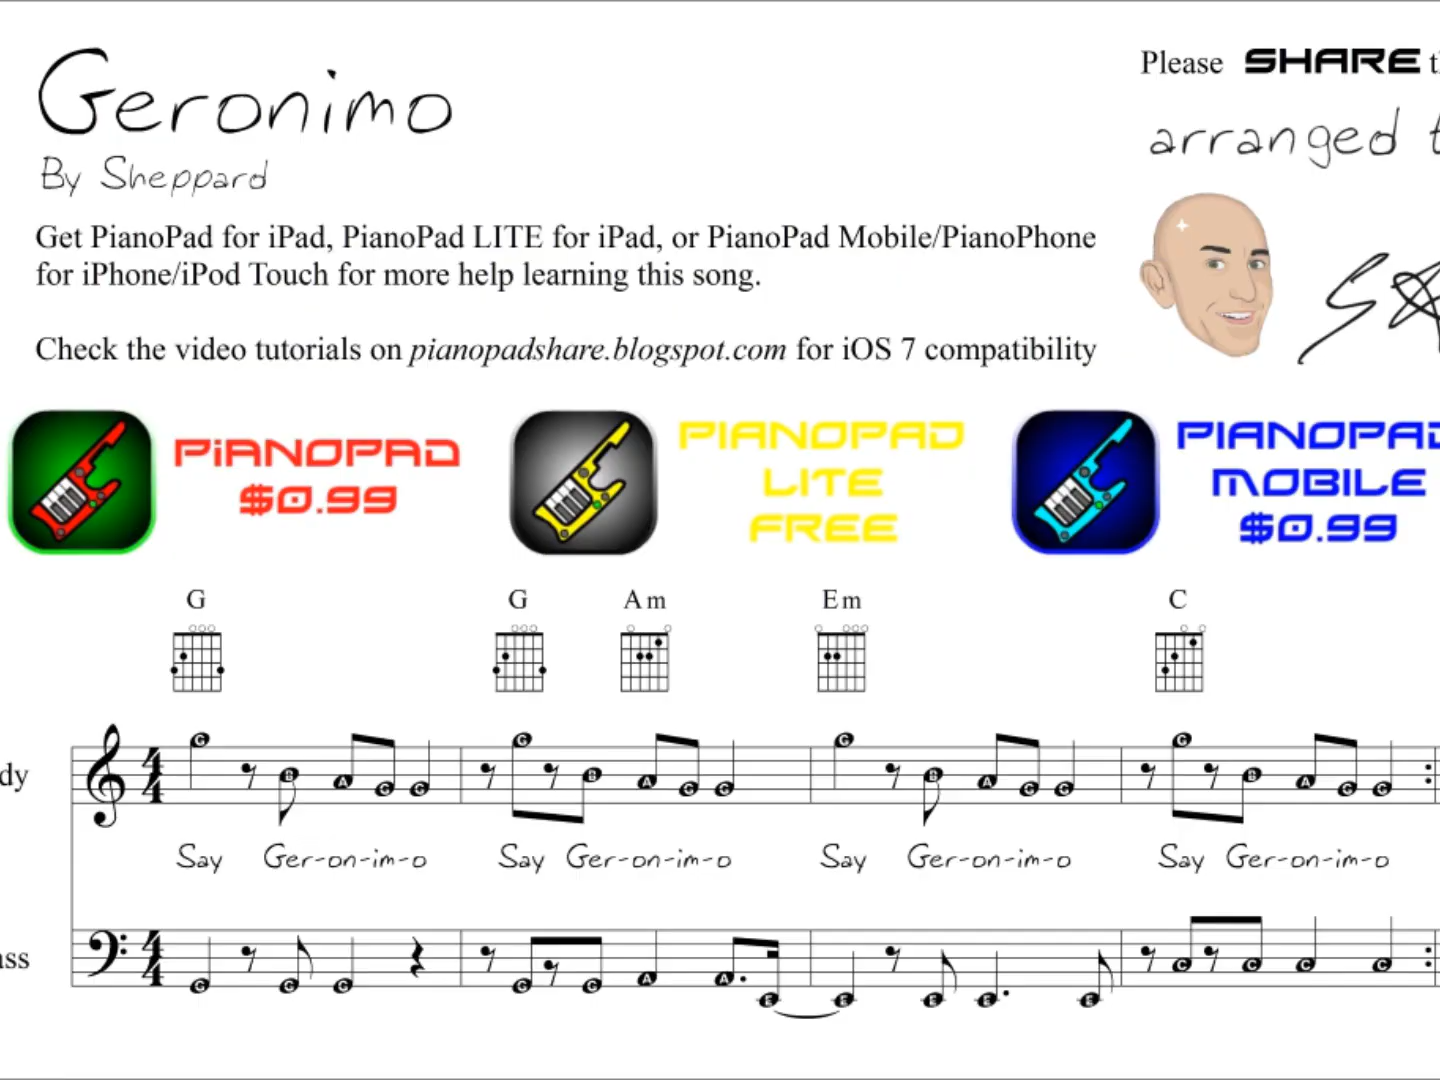 Geronimo
By Sheppard
Please SHARE
arranged
Get PianoPad for iPad, PianoPad LITE for iPad, or PianoPad Mobile/PianoPhone
for iPhone/iPod Touch for more help learning this song.
Check the video tutorials on pianopadshare.blogspot.com for iOS 7 compatibility
PiANOPAD
$0.99
PIANOPAD
LITE
FREE
PIANOPAD
MOBILE
$0.99
G G Am Em C
dy
G B A G G G B A G G G B A G G G B A G G
Say Ger-on-im-o Say Ger-on-im-o Say Ger-on-im-o Say Ger-on-im-o
ass
G G G G G A A E E E E E C C C C